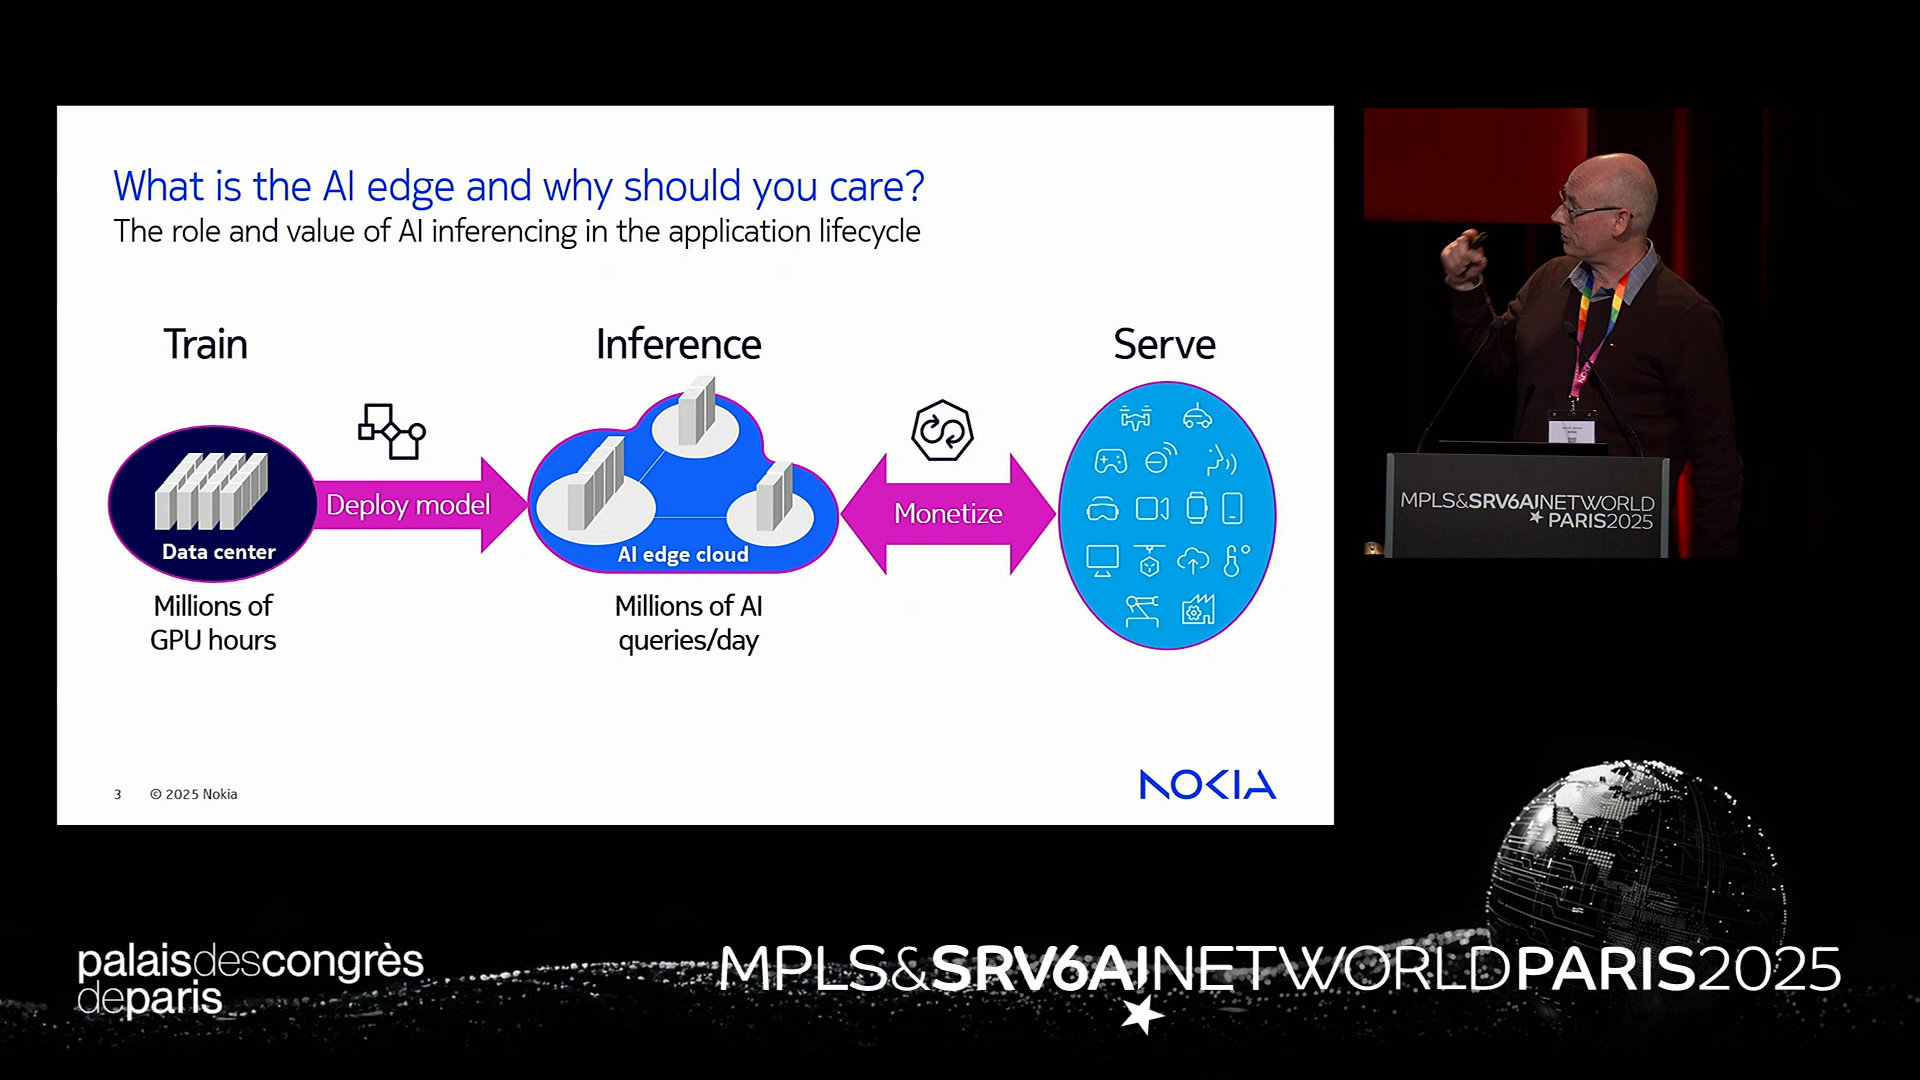 What is the AI edge and why should you care?
The role and value of AI inferencing in the application lifecycle
Train
Inference
Serve
Deploy model
Monetize
Data center
AI edge cloud
Millions of
GPU hours
Millions of AI
queries/day
3 © 2025 Nokia
NOKIA
MPLS&SRV6AINETWORLD
PARIS2025
palaisdescongrès
deparis
MPLS&SRV6AINETWORLDPARIS2025